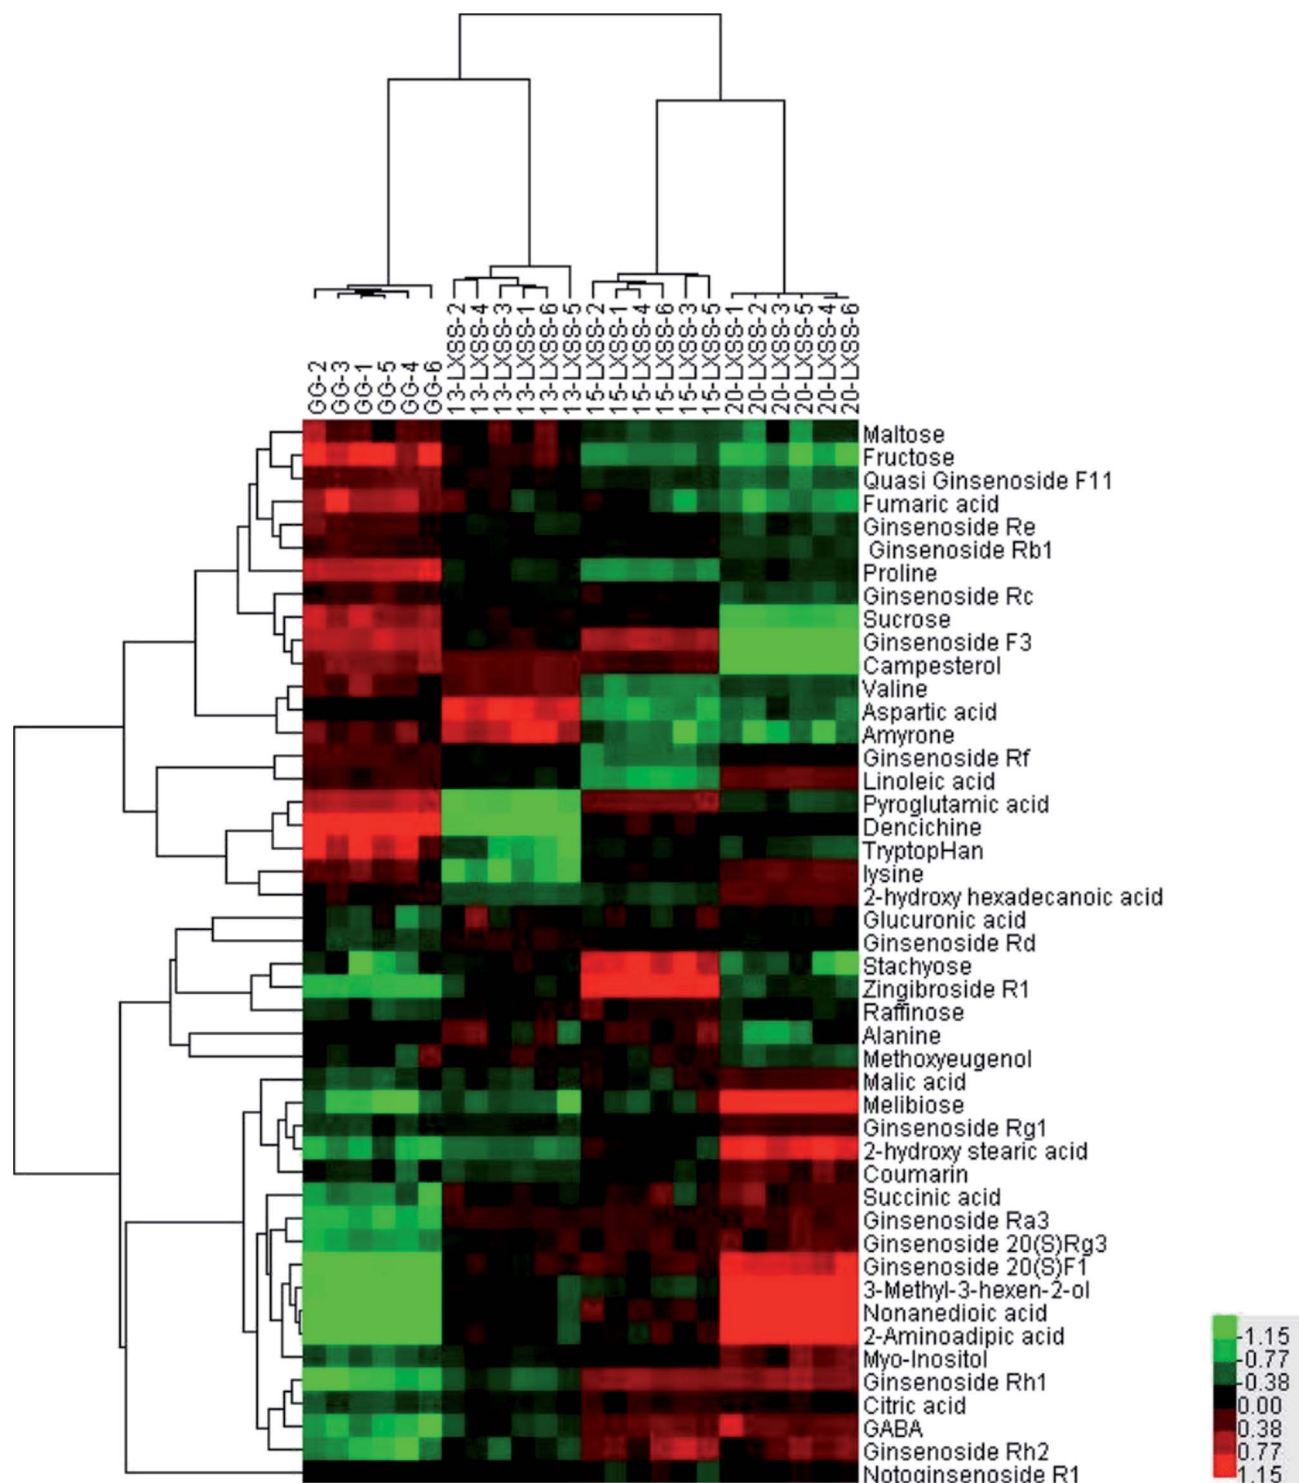 GG-2
GG-3
GG-1
GG-5
GG-4
GG-6
13-LXSS-2
13-LXSS-4
13-LXSS-3
13-LXSS-1
13-LXSS-6
13-LXSS-5
15-LXSS-2
15-LXSS-1
15-LXSS-4
15-LXSS-6
15-LXSS-3
15-LXSS-5
20-LXSS-1
20-LXSS-2
20-LXSS-3
20-LXSS-5
20-LXSS-4
20-LXSS-6
Maltose
Fructose
Quasi Ginsenoside F11
Fumaric acid
Ginsenoside Re
Ginsenoside Rb1
Proline
Ginsenoside Rc
Sucrose
Ginsenoside F3
Campesterol
Valine
Aspartic acid
Amyrone
Ginsenoside Rf
Linoleic acid
Pyroglutamic acid
Dencichine
TryptopHan
lysine
2-hydroxy hexadecanoic acid
Glucuronic acid
Ginsenoside Rd
Stachyose
Zingibroside R1
Raffinose
Alanine
Methoxyeugenol
Malic acid
Melibiose
Ginsenoside Rg1
2-hydroxy stearic acid
Coumarin
Succinic acid
Ginsenoside Ra3
Ginsenoside 20(S)Rg3
Ginsenoside 20(S)F1
3-Methyl-3-hexen-2-ol
Nonanedioic acid
2-Aminoadipic acid
Myo-Inositol
Ginsenoside Rh1
Citric acid
GABA
Ginsenoside Rh2
Notoginsenoside R1
-1.15
-0.77
-0.38
0.00
0.38
0.77
1.15